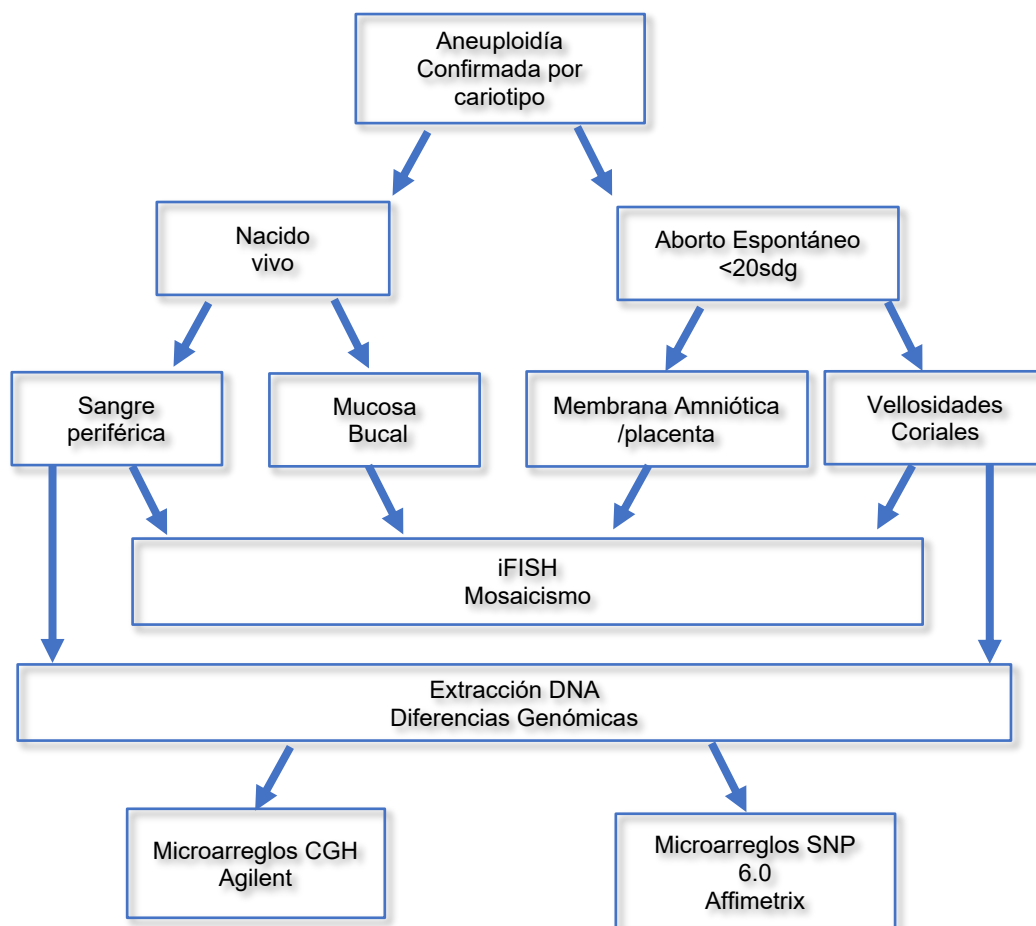 Aneuploidía
Confirmada por
cariotipo
Nacido
vivo
Aborto Espontáneo
<20sdg
Sangre
periférica
Mucosa
Bucal
Membrana Amniótica
/placenta
Vellosidades
Coriales
iFISH
Mosaicismo
Extracción DNA
Diferencias Genómicas
Microarreglos CGH
Agilent
Microarreglos SNP
6.0
Affimetrix